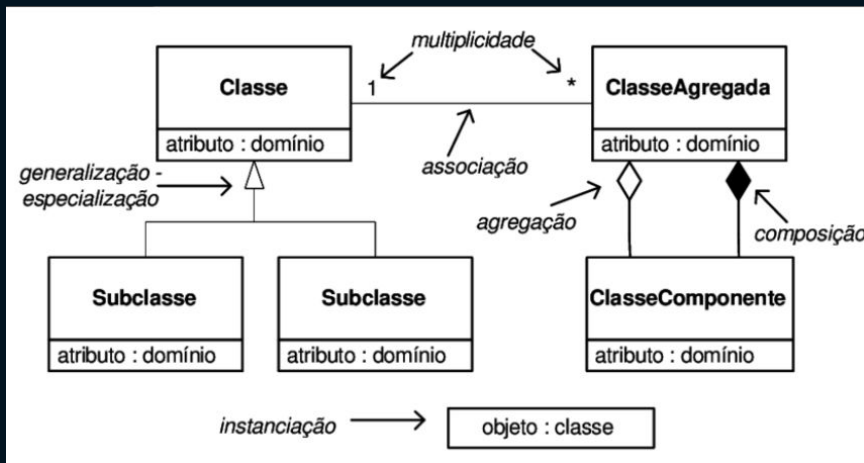 multiplicidade
Classe
1
*
ClasseAgregada
atributo : domínio
atributo : domínio
associação
generalização -
especialização
agregação
composição
Subclasse
Subclasse
ClasseComponente
atributo : domínio
atributo : domínio
atributo : domínio
instanciação
objeto : classe